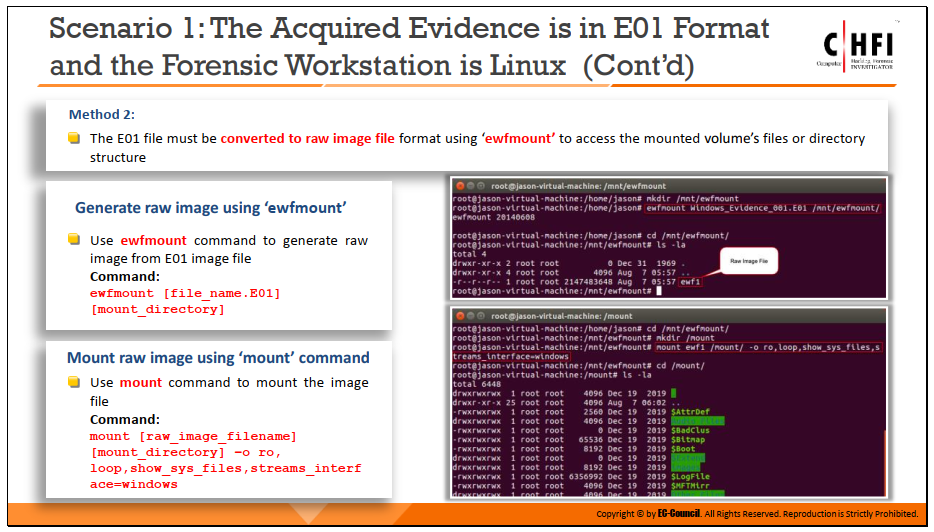 Scenario 1: The Acquired Evidence is in E01 Format
and the Forensic Workstation is Linux (Cont'd)
CHFI
Computer Hacking Forensic
INVESTIGATOR
Method 2:
The E01 file must be converted to raw image file format using 'ewfmount' to access the mounted volume's files or directory
structure
Generate raw image using 'ewfmount'
Use ewfmount command to generate raw
image from E01 image file
Command:
ewfmount [file_name.E01]
[mount_directory]
root@jason-virtual-machine: /mnt/ewfmount
root@jason-virtual-machine:/home/jason# mkdir /mnt/ewfmount
root@jason-virtual-machine:/home/jason# ewfmount Windows_Evidence_001.E01 /mnt/ewfmount/
ewfmount 20140608
root@jason-virtual-machine:/home/jason# cd /mnt/ewfmount/
root@jason-virtual-machine:/mnt/ewfmount# ls -la
total 4
drwxr-xr-x 2 root root 0 Dec 31 1969 .
drwxr-xr-x 4 root root 4096 Aug 7 05:57 ..
-r--r--r-- 1 root root 2147483648 Aug 7 05:57 ewf1
root@jason-virtual-machine:/mnt/ewfmount#
Raw Image File
Mount raw image using 'mount' command
Use mount command to mount the image
file
Command:
mount [raw_image_filename]
[mount_directory] –o ro,
loop,show_sys_files,streams_interf
ace=windows
root@jason-virtual-machine: /mount
root@jason-virtual-machine:/home/jason# cd /mnt/ewfmount/
root@jason-virtual-machine:/mnt/ewfmount# mkdir /mount
root@jason-virtual-machine:/mnt/ewfmount# mount ewf1 /mount/ -o ro,loop,show_sys_files,s
treams_interface=windows
root@jason-virtual-machine:/mnt/ewfmount# cd /mount/
root@jason-virtual-machine:/mount# ls -la
total 6448
drwxrwxrwx 1 root root 4096 Dec 19 2019 .
drwxr-xr-x 25 root root 4096 Aug 7 06:02 ..
-rwxrwxrwx 1 root root 2560 Dec 19 2019 $AttrDef
drwxrwxrwx 1 root root 4096 Dec 19 2019
-rwxrwxrwx 1 root root 0 Dec 19 2019 $BadClus
-rwxrwxrwx 1 root root 65536 Dec 19 2019 $Bitmap
-rwxrwxrwx 1 root root 8192 Dec 19 2019 $Boot
drwxrwxrwx 1 root root 0 Dec 19 2019
drwxrwxrwx 1 root root 8192 Dec 19 2019
-rwxrwxrwx 1 root root 6356992 Dec 19 2019 $LogFile
-rwxrwxrwx 1 root root 4096 Dec 19 2019 $MFTMirr
drwxrwxrwx 1 root root 4096 Dec 19 2019
Copyright © by EC-Council. All Rights Reserved. Reproduction is Strictly Prohibited.